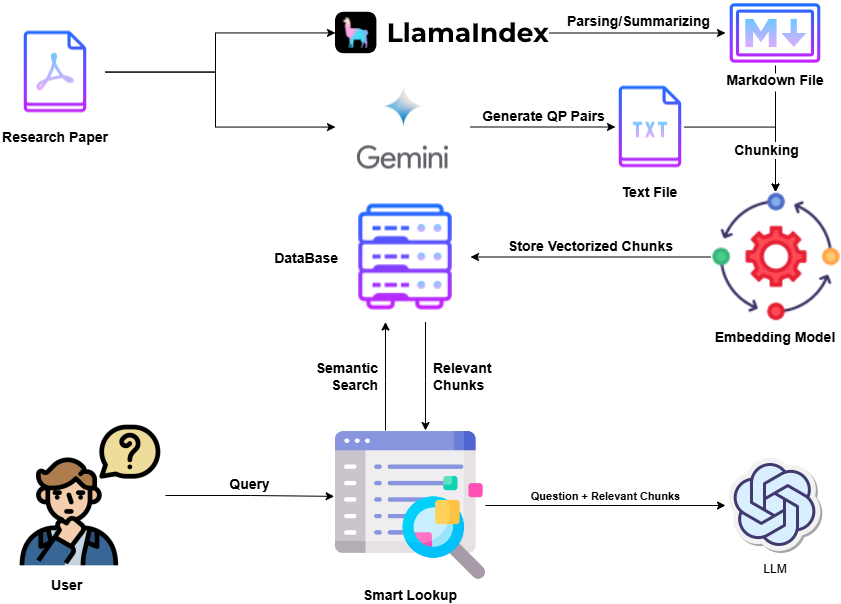 LlamaIndex
Parsing/Summarizing
M
Markdown File
Research Paper
Gemini
Generate QP Pairs
TXT
Text File
Chunking
DataBase
Store Vectorized Chunks
Embedding Model
Semantic
Search
Relevant
Chunks
?
Query
Question + Relevant Chunks
User
Smart Lookup
LLM